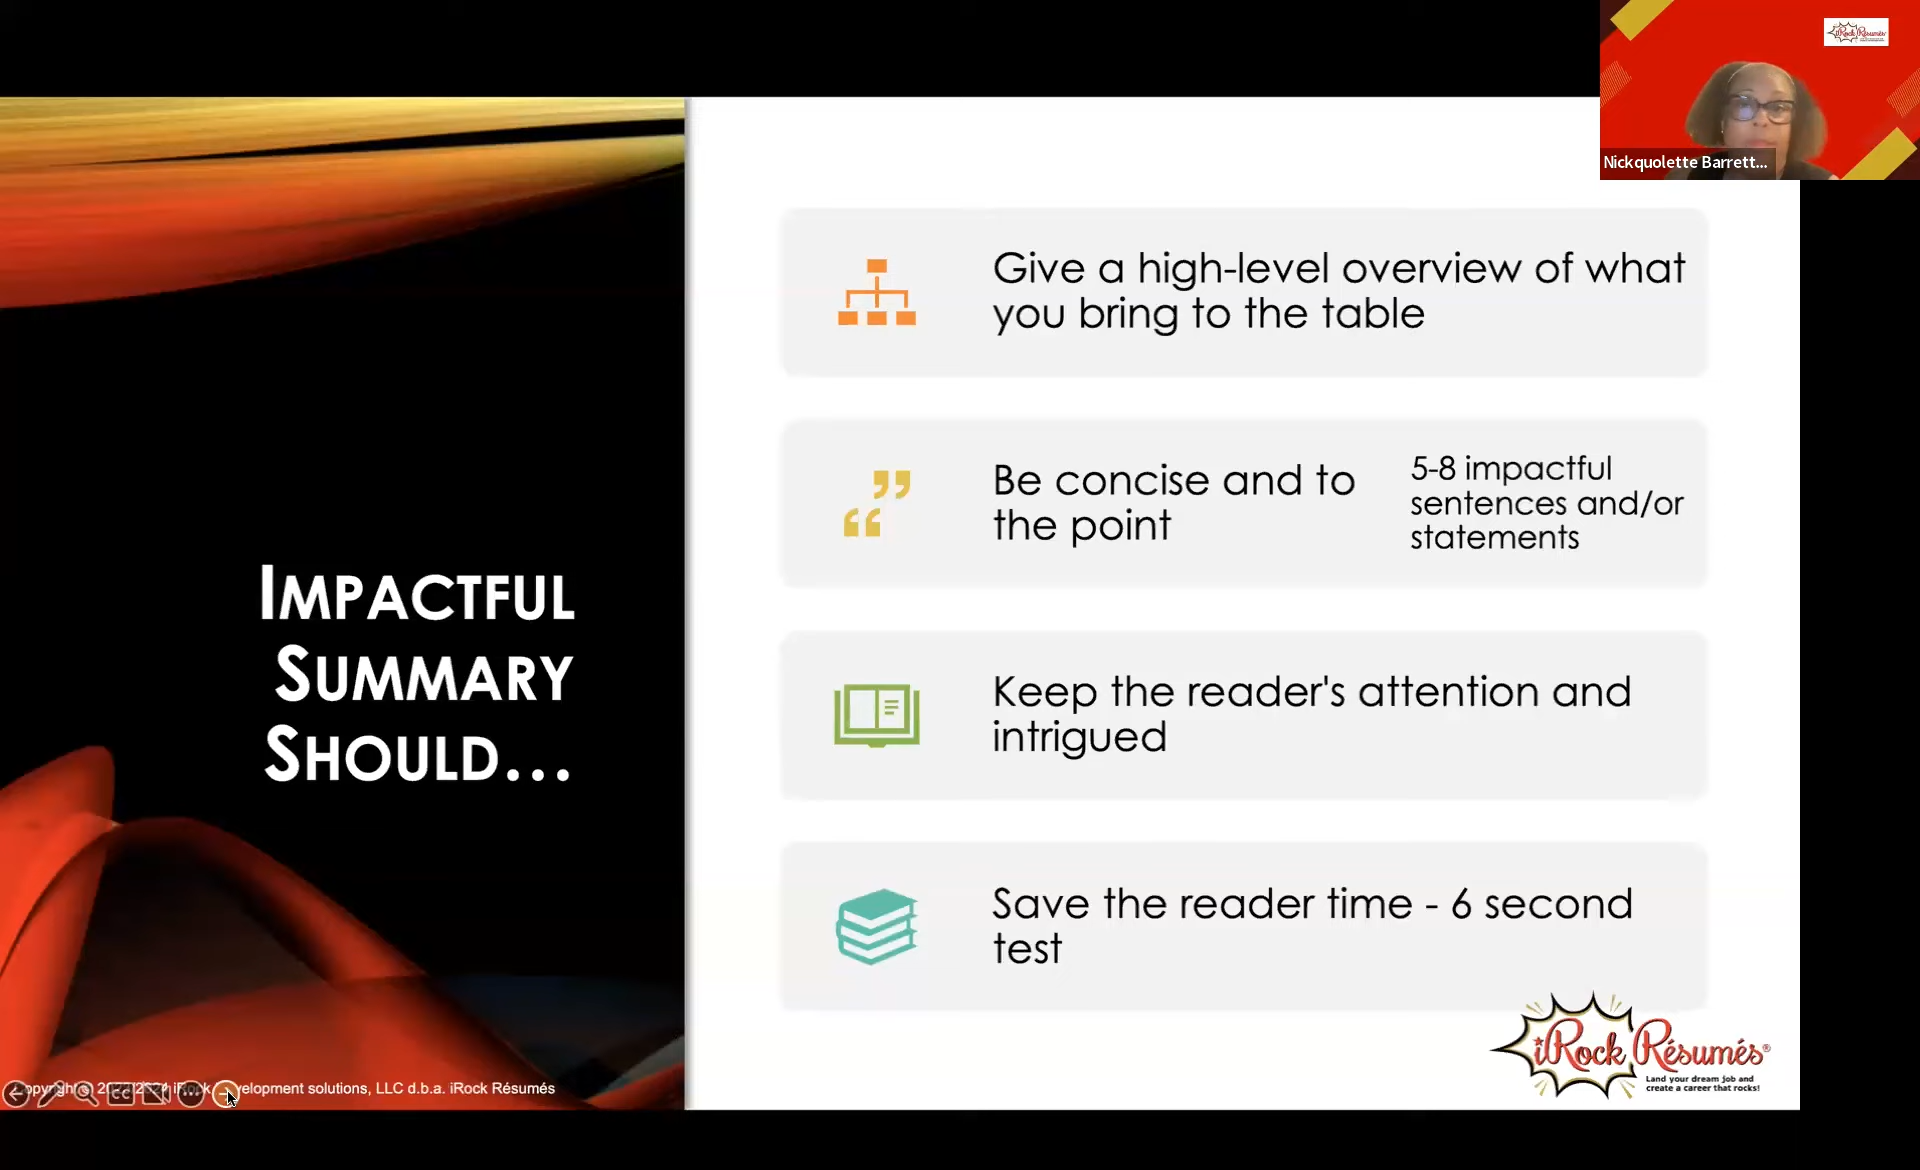 iRock Résumés
Nickquolette Barrett...
IMPACTFUL
SUMMARY
SHOULD...
Give a high-level overview of what
you bring to the table
Be concise and to
the point
5-8 impactful
sentences and/or
statements
Keep the reader's attention and
intrigued
Save the reader time - 6 second
test
iRock Résumés®
Land your dream job and
create a career that rocks!
solutions, LLC d.b.a. iRock Résumés